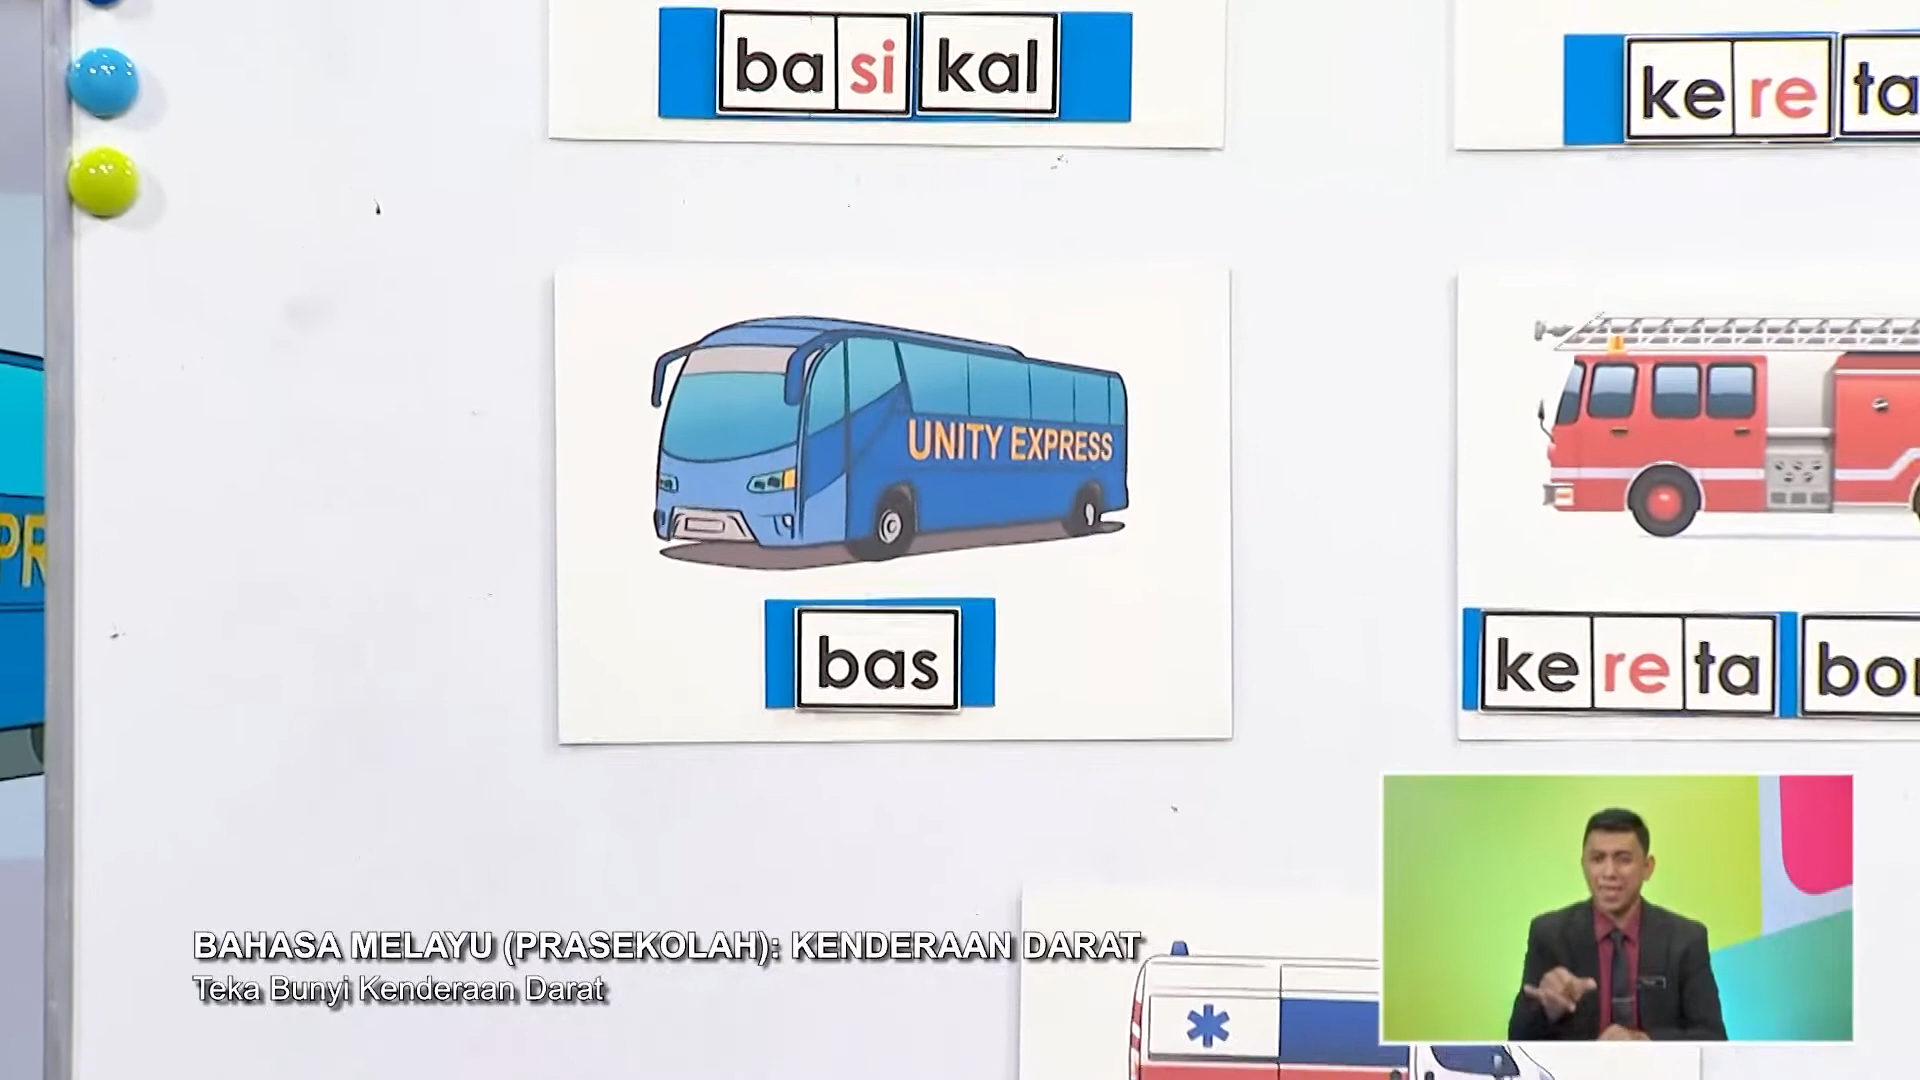 ba si kal
ke re ta
UNITY EXPRESS
bas
ke re ta
BAHASA MELAYU (PRASEKOLAH): KENDERAAN DARAT
Teka Bunyi Kenderaan Darat